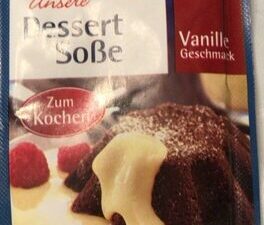 Unsere
Dessert
Soße
Vanille
Geschmack
Zum
Kochen